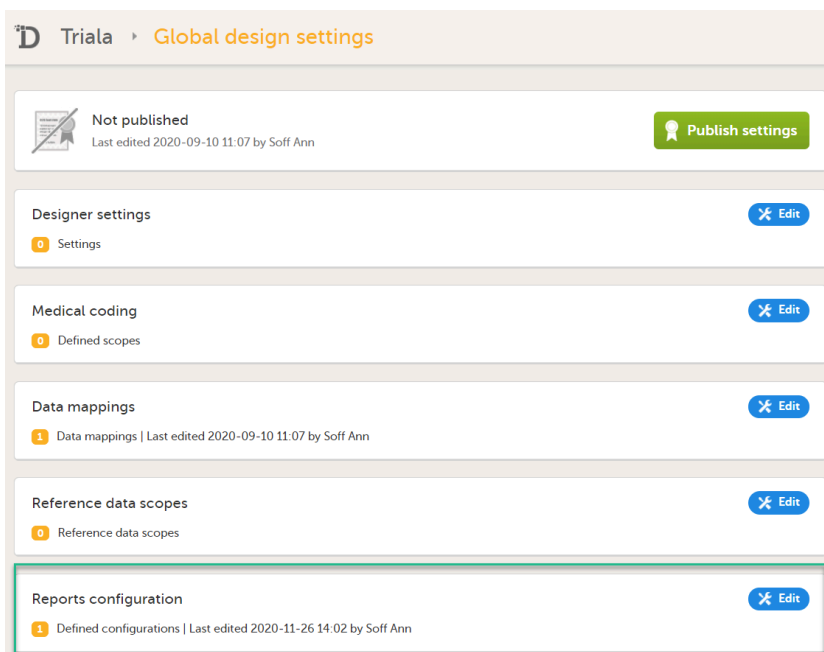 Triala Global design settings
Not published
Last edited 2020-09-10 11:07 by Soff Ann
Publish settings
Designer settings
Edit
0 Settings
Medical coding
Edit
0 Defined scopes
Data mappings
Edit
1 Data mappings | Last edited 2020-09-10 11:07 by Soff Ann
Reference data scopes
Edit
0 Reference data scopes
Reports configuration
Edit
1 Defined configurations | Last edited 2020-11-26 14:02 by Soff Ann